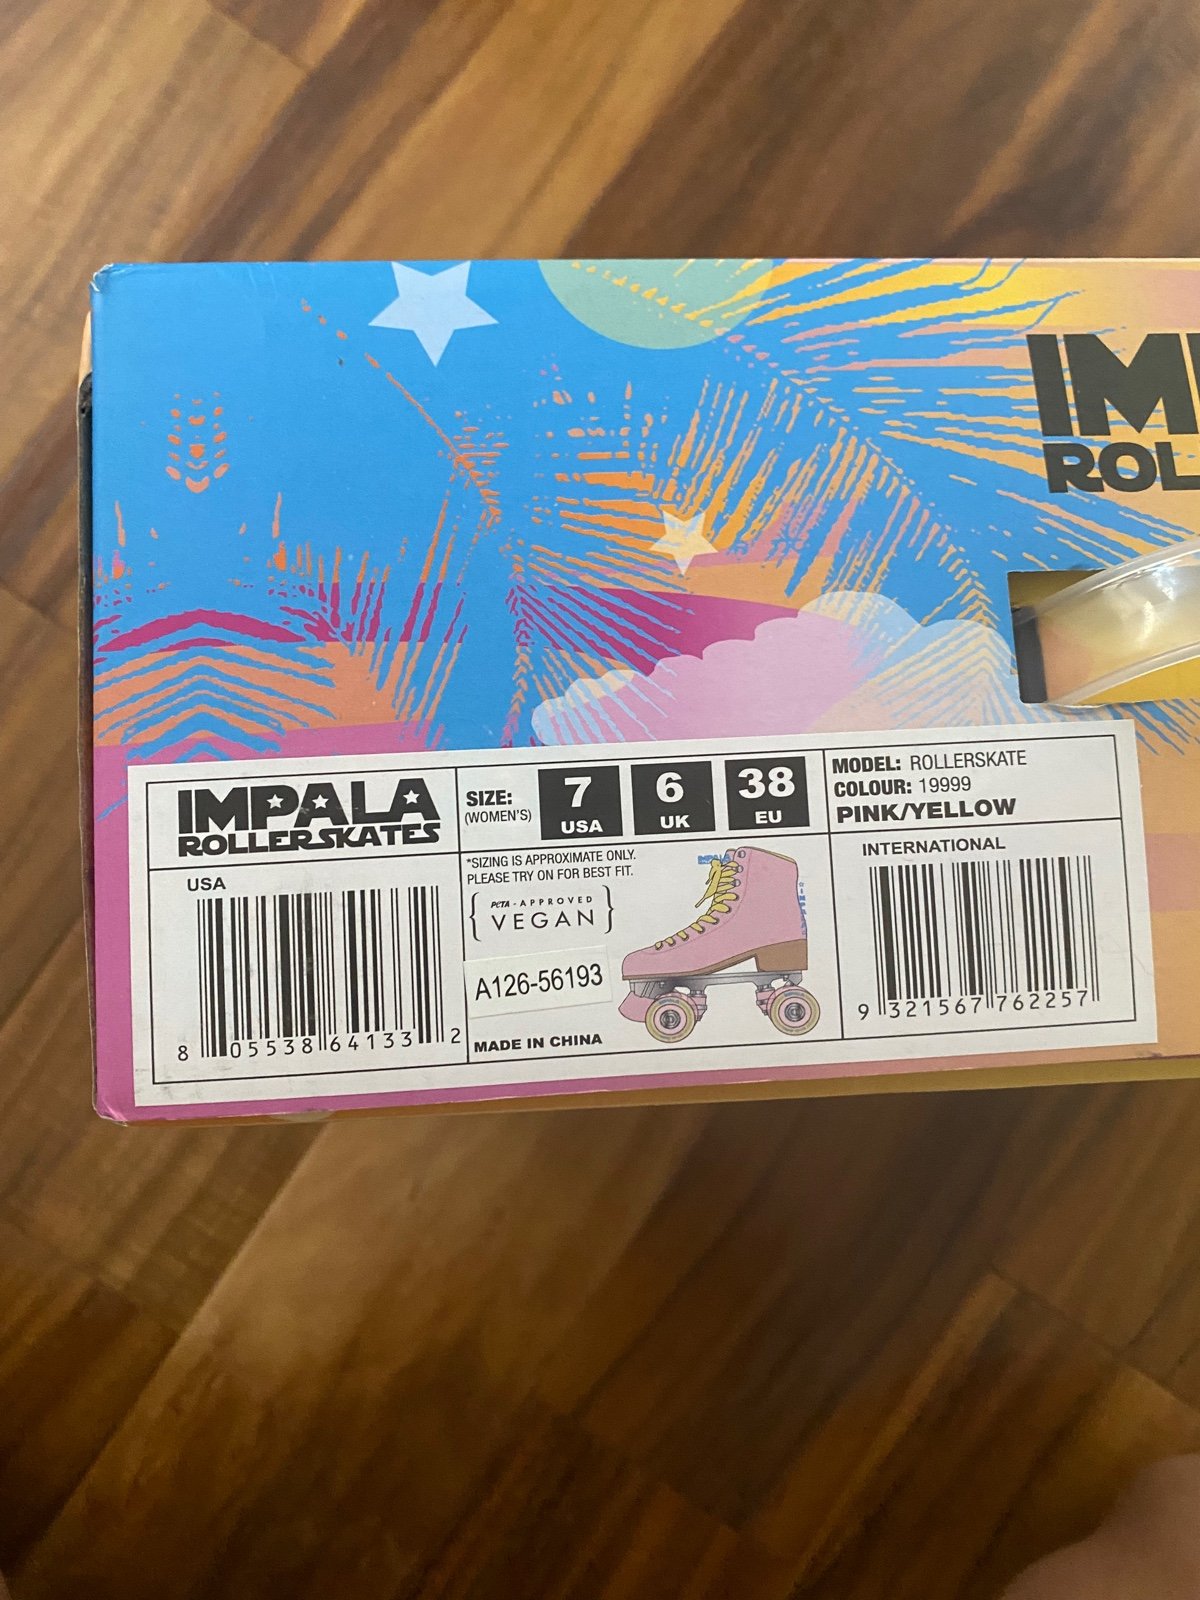 IMPALA
ROLLERSKATES
SIZE:
(WOMEN'S)
7
USA
6
UK
38
EU
MODEL: ROLLERSKATE
COLOUR: 19999
PINK/YELLOW
USA
8 05538 64133 2
*SIZING IS APPROXIMATE ONLY.
PLEASE TRY ON FOR BEST FIT.
PETA - APPROVED
VEGAN
A126-56193
MADE IN CHINA
IMPALA
IMPALA
INTERNATIONAL
9 321567 762257